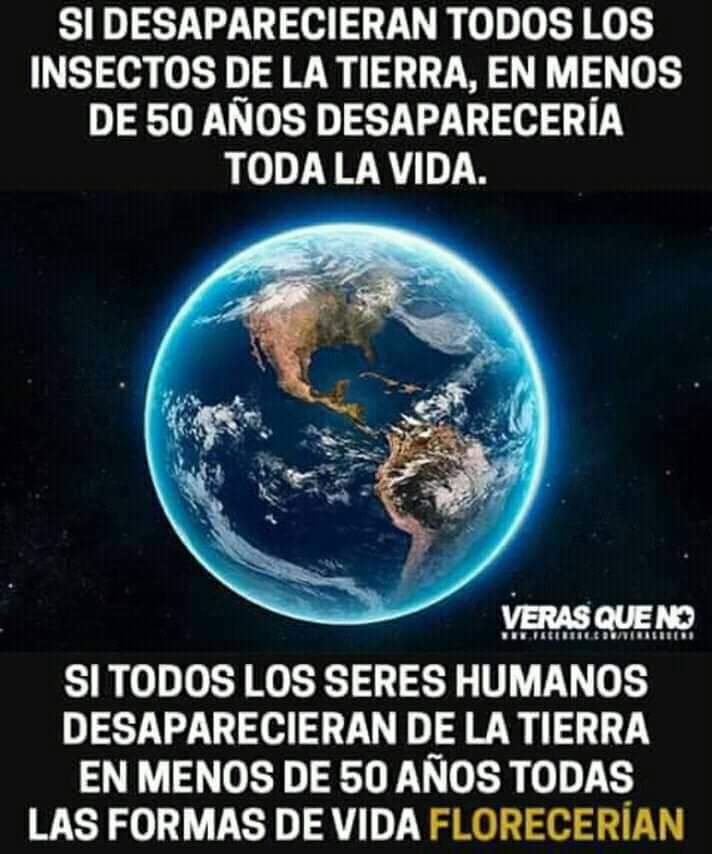 SI DESAPARECIERAN TODOS LOS
INSECTOS DE LA TIERRA, EN MENOS
DE 50 AÑOS DESAPARECERÍA
TODA LA VIDA.
VERAS QUE NO
WWW.FACEBOOK.COM/VERASQUENO
SI TODOS LOS SERES HUMANOS
DESAPARECIERAN DE LA TIERRA
EN MENOS DE 50 AÑOS TODAS
LAS FORMAS DE VIDA FLORECERÍAN